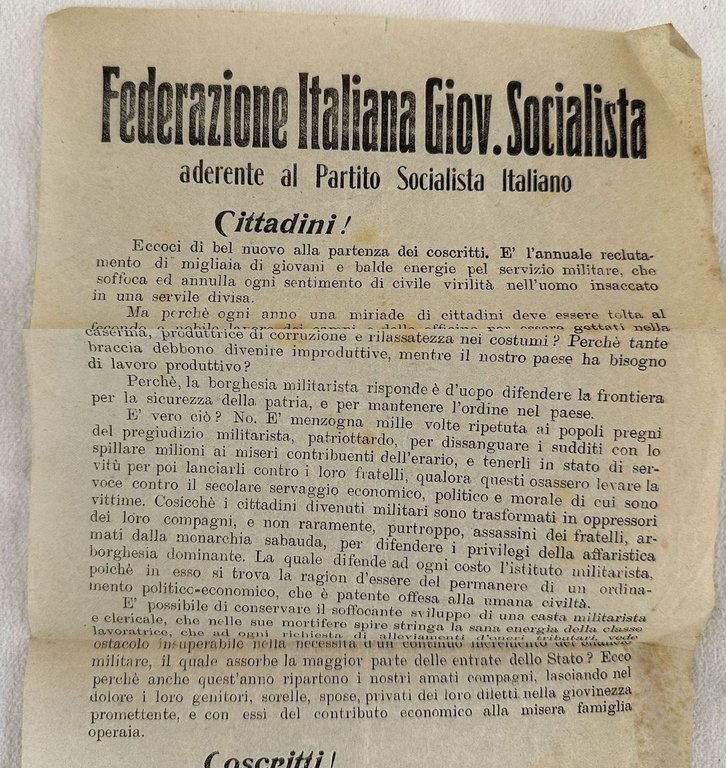 Federazione Italiana Giov. Socialista
aderente al Partito Socialista Italiano
Cittadini!
Eccoci di bel nuovo alla partenza dei coscritti. E' l'annuale recluta-
mento di migliaia di giovani e balde energie pel servizio militare, che
soffoca ed annulla ogni sentimento di civile virilità nell'uomo insaccato
in una servile divisa.
Ma perchè ogni anno una miriade di cittadini deve essere tolta al
fecondo e nobile lavoro dei campi e delle officine per essere gettati nella
caserma, produttrice di corruzione e rilassatezza nei costumi? Perchè tante
braccia debbono divenire improduttive, mentre il nostro paese ha bisogno
di lavoro produttivo?
Perchè, la borghesia militarista risponde è d'uopo difendere la frontiera
per la sicurezza della patria, e per mantenere l'ordine nel paese.
E' vero ciò? No. E' menzogna mille volte ripetuta ai popoli pregni
del pregiudizio militarista, patriottardo, per dissanguare i sudditi con lo
spillare milioni ai miseri contribuenti dell'erario, e tenerli in stato di ser-
vitù per poi lanciarli contro i loro fratelli, qualora questi osassero levare la
voce contro il secolare servaggio economico, politico e morale di cui sono
vittime. Cosicchè i cittadini divenuti militari sono trasformati in oppressori
dei loro compagni, e non raramente, purtroppo, assassini dei fratelli, ar-
mati dalla monarchia sabauda, per difendere i privilegi della affaristica
borghesia dominante. La quale difende ad ogni costo l'istituto militarista,
poichè in esso si trova la ragion d'essere del permanere di un ordina-
mento politico-economico, che è patente offesa alla umana civiltà.
E' possibile di conservare il soffocante sviluppo di una casta militarista
e clericale, che nelle sue mortifere spire stringa la sana energia della classe
lavoratrice, che ad ogni richiesta di alleviamenti d'oneri tributari, vede
ostacolo insuperabile nella necessità d'un continuo incremento del bilancio
militare, il quale assorbe la maggior parte delle entrate dello Stato? Ecco
perchè anche quest'anno ripartono i nostri amati compagni, lasciando nel
dolore i loro genitori, sorelle, spose, privati dei loro diletti nella giovinezza
promettente, e con essi del contributo economico alla misera famiglia
operaia.
Coscritti!